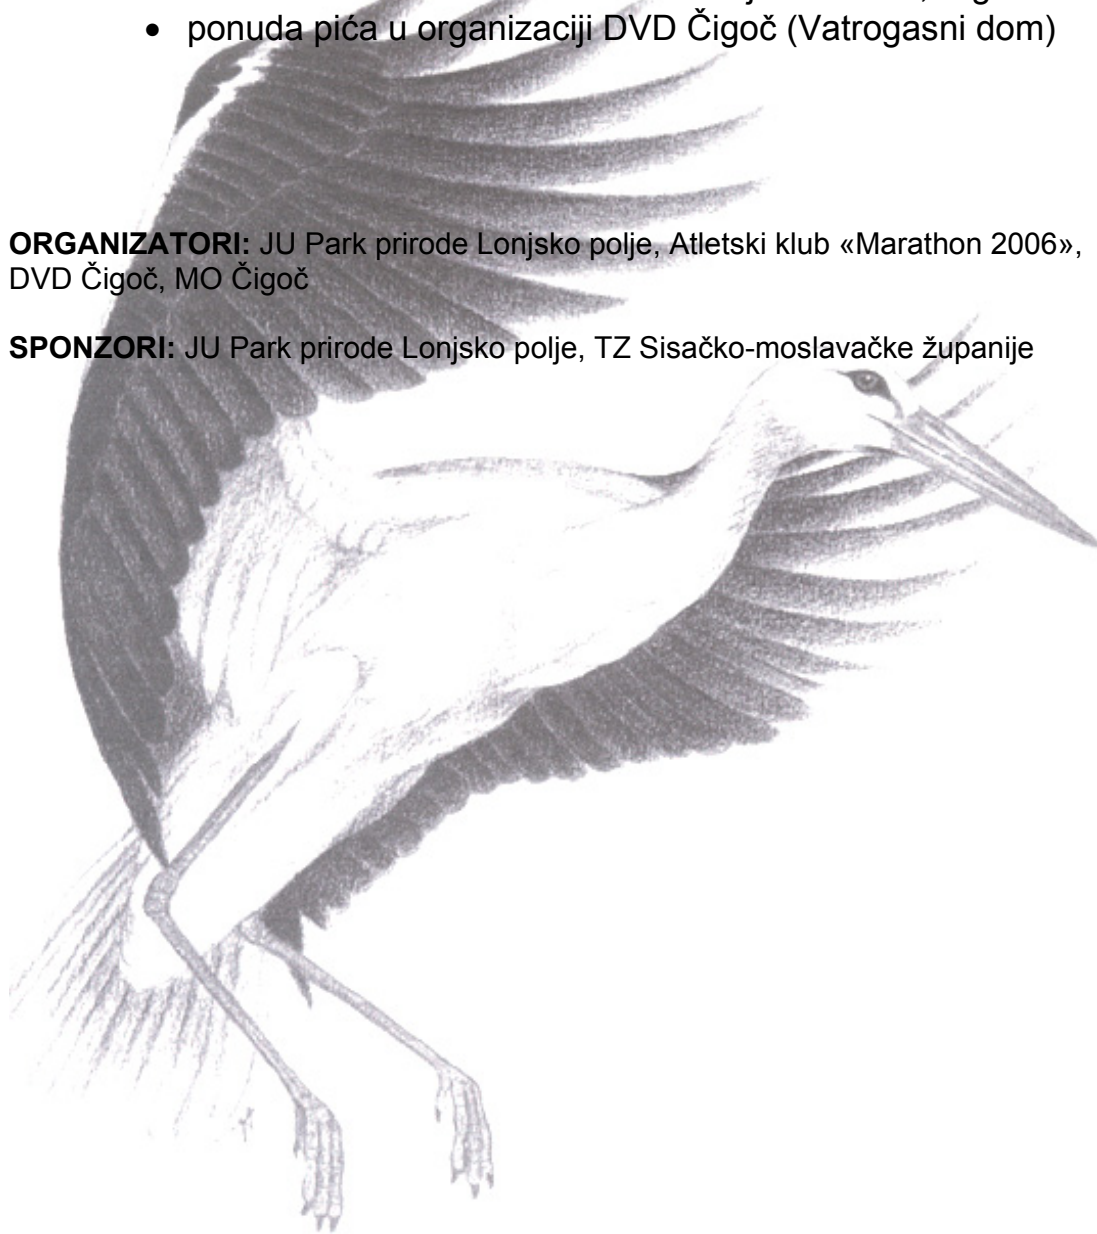 • ponuda pića u organizaciji DVD Čigoč (Vatrogasni dom)
ORGANIZATORI: JU Park prirode Lonjsko polje, Atletski klub «Marathon 2006»,
DVD Čigoč, MO Čigoč
SPONZORI: JU Park prirode Lonjsko polje, TZ Sisačko-moslavačke županije